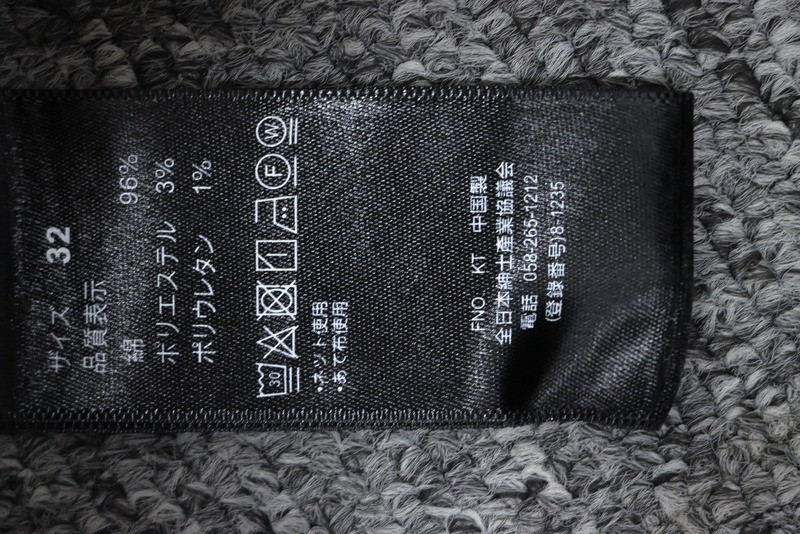 サイズ 32
品質表示
綿 96%
ポリエステル 3%
ポリウレタン 1%
30 F W
・ネット使用
・あて布使用
FNO KT 中国製
全日本紳士産業協議会
電話 058-265-1212
(登録番号)8-1235